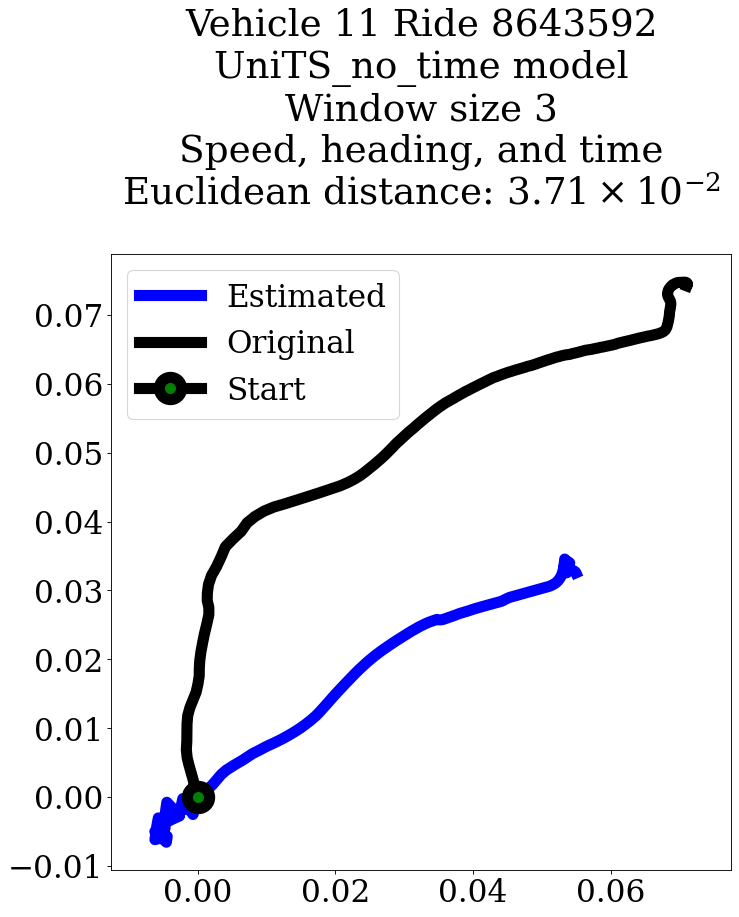 Vehicle 11 Ride 8643592
UniTS_no_time model
Window size 3
Speed, heading, and time
Euclidean distance: 3.71 × 10⁻²
Estimated
Original
Start
0.07
0.06
0.05
0.04
0.03
0.02
0.01
0.00
−0.01
0.00 0.02 0.04 0.06